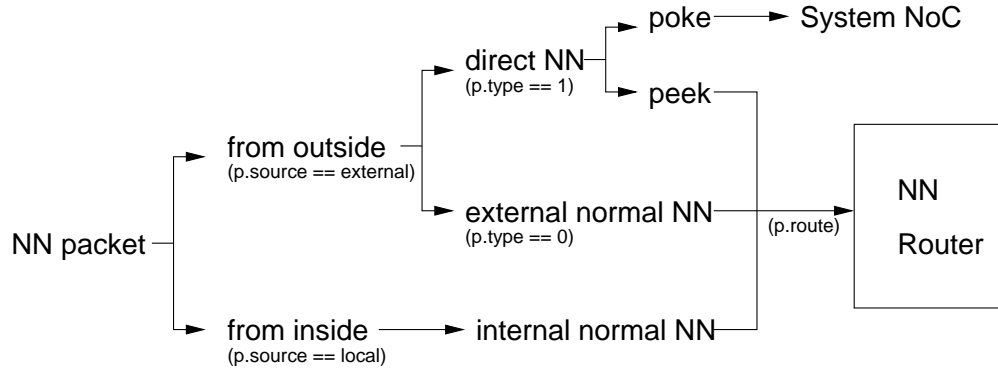 poke
System NoC
direct NN
(p.type == 1)
peek
from outside
(p.source == external)
NN
external normal NN
(p.type == 0)
(p.route)
NN packet
Router
from inside
(p.source == local)
internal normal NN